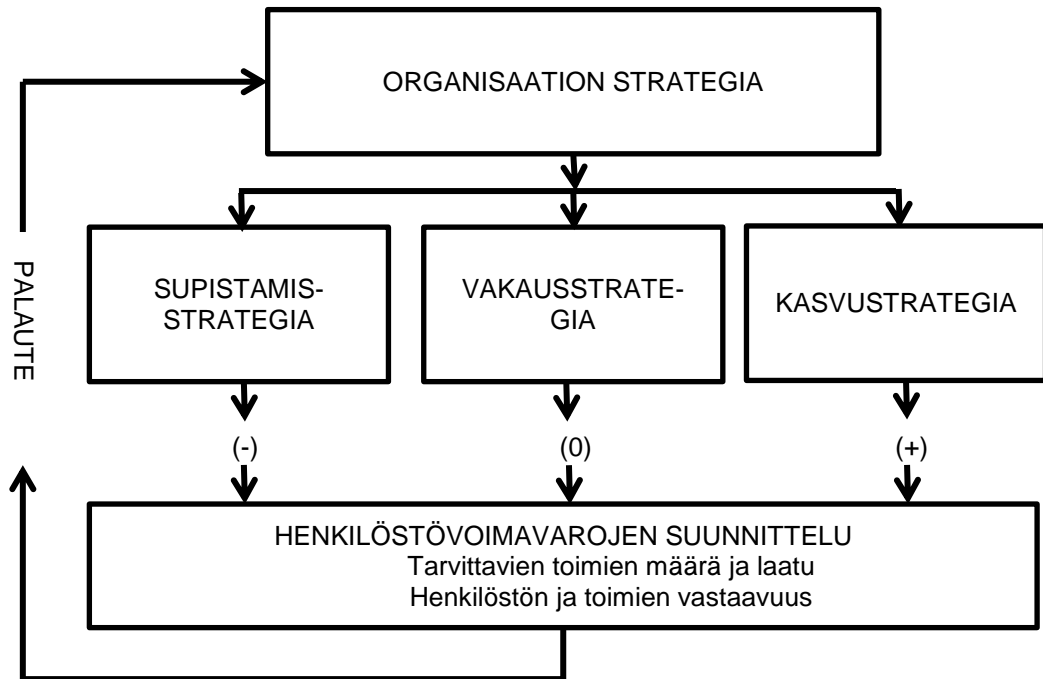 ORGANISAATION STRATEGIA
PALAUTE
SUPISTAMIS-
STRATEGIA
VAKAUSSTRATE-
GIA
KASVUSTRATEGIA
(-)
(0)
(+)
HENKILÖSTÖVOIMAVAROJEN SUUNNITTELU
Tarvittavien toimien määrä ja laatu
Henkilöstön ja toimien vastaavuus